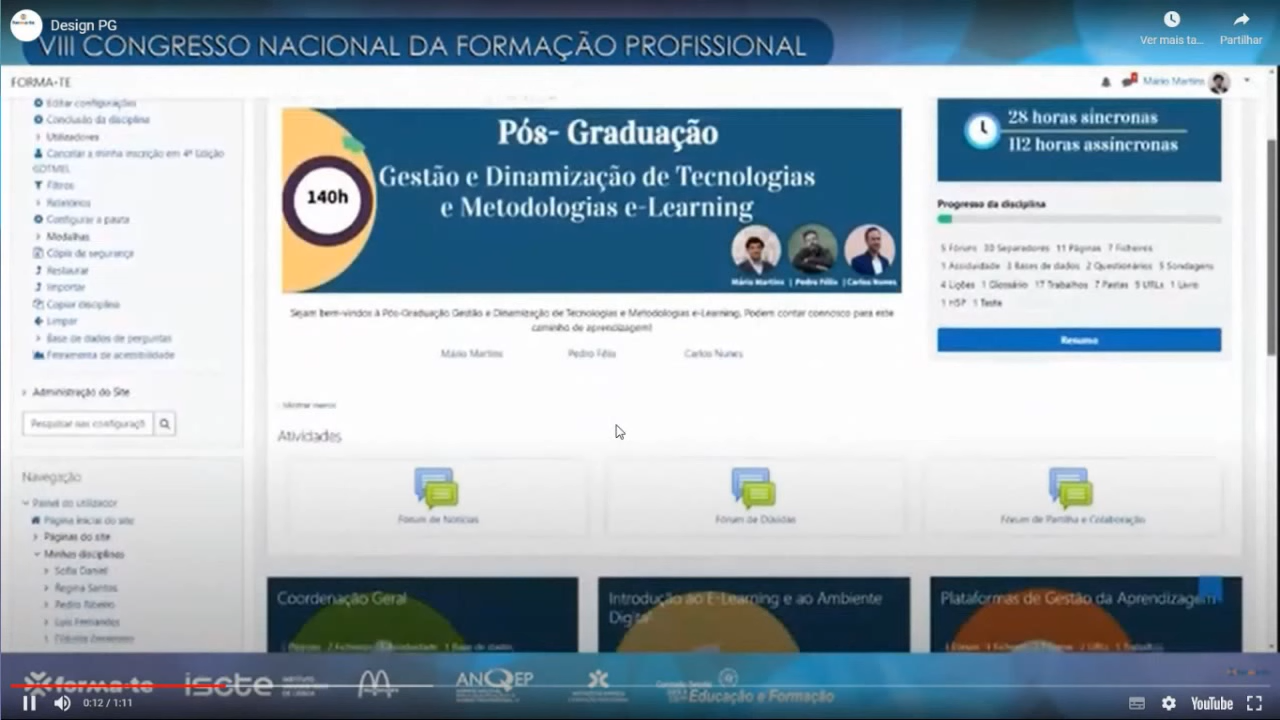 Design PG
Ver mais ta...
Partilhar
VIII CONGRESSO NACIONAL DA FORMAÇÃO PROFISSIONAL
FORMA-TE
Mário Martins
Editar configurações
Conclusão da disciplina
Utilizadores
Cancelar a minha inscrição em 4ª Edição
GDTMEL
Filtros
Relatórios
Configurar a pauta
Medalhas
Cópia de segurança
Restaurar
Importar
Copiar disciplina
Limpar
Base de dados de perguntas
Ferramenta de acessibilidade
Administração do Site
Pesquisar nas configuraçõ
Navegação
Painel do utilizador
Página inicial do site
Páginas do site
Minhas disciplinas
Sofia Daniel
Regina Santos
Pedro Ribeiro
Luis Fernandes
Pós- Graduação
140h
Gestão e Dinamização de Tecnologias
e Metodologias e-Learning
Mário Martins | Pedro Félix | Carlos Nunes
Sejam bem-vindos à Pós-Graduação Gestão e Dinamização de Tecnologias e Metodologias e-Learning. Podem contar connosco para este
caminho de aprendizagem!
Mário Martins Pedro Félix Carlos Nunes
Mostrar menos
Atividades
Fórum de Notícias
Fórum de Dúvidas
Fórum de Partilha e Colaboração
Coordenação Geral
Introdução ao E-Learning e ao Ambiente
Digital
Plataformas de Gestão da Aprendizagem
28 horas síncronas
112 horas assíncronas
Progresso da disciplina
5 Fóruns 30 Separadores 11 Páginas 7 Ficheiros
1 Assiduidade 3 Bases de dados 2 Questionários 5 Sondagens
4 Lições 1 Glossário 17 Trabalhos 7 Pastas 9 URLs 1 Livro
1 H5P 1 Teste
Resumo
forma-te
iscte
INSTITUTO
DE LISBOA
ANQEP
Educação e Formação
0:12 / 1:11
YouTube